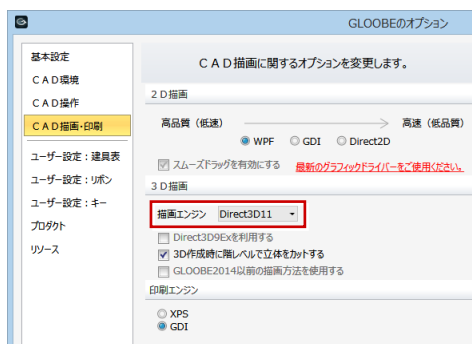 GLOOBEのオプション
基本設定
ＣＡＤ環境
ＣＡＤ操作
ＣＡＤ描画・印刷
ユーザー設定：建具表
ユーザー設定：リボン
ユーザー設定：キー
プロダクト
リソース
ＣＡＤ描画に関するオプションを変更します。
２Ｄ描画
高品質（低速） 高速（低品質）
WPF GDI Direct2D
スムーズドラッグを有効にする 最新のグラフィックドライバーをご使用ください。
３Ｄ描画
描画エンジン Direct3D11
Direct3D9Exを利用する
3D作成時に階レベルで立体をカットする
GLOOBE2014以前の描画方法を使用する
印刷エンジン
XPS
GDI